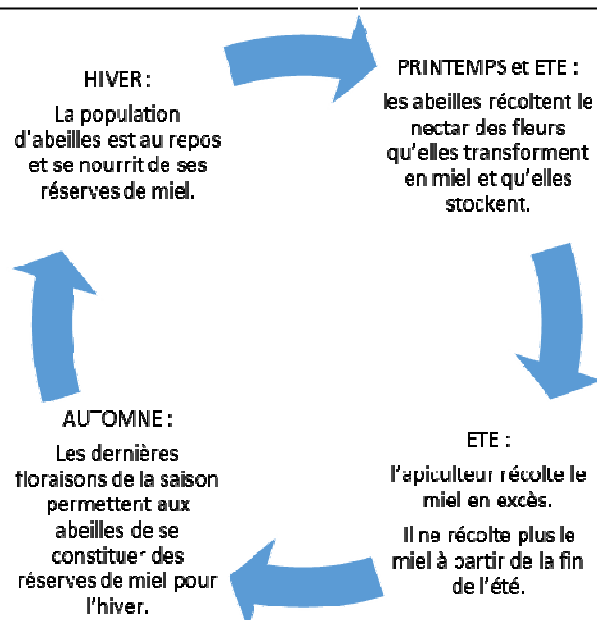 HIVER :
La population
d'abeilles est au repos
et se nourrit de ses
réserves de miel.
PRINTEMPS et ETE :
les abeilles récoltent le
nectar des fleurs
qu'elles transforment
en miel et qu'elles
stockent.
ETE :
l'apiculteur récolte le
miel en excès.
Il ne récolte plus le
miel à partir de la fin
de l'été.
AUTOMNE :
Les dernières
floraisons de la saison
permettent aux
abeilles de se
constituer des
réserves de miel pour
l'hiver.